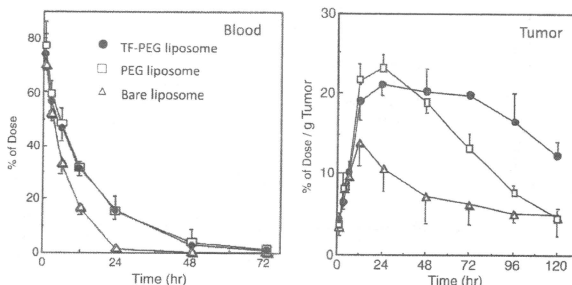 Blood
TF-PEG liposome
PEG liposome
Bare liposome
% of Dose
80
60
40
20
0
0
24
48
72
Time (hr)
Tumor
% of Dose / g Tumor
30
20
10
0
0
24
48
72
96
120
Time (hr)